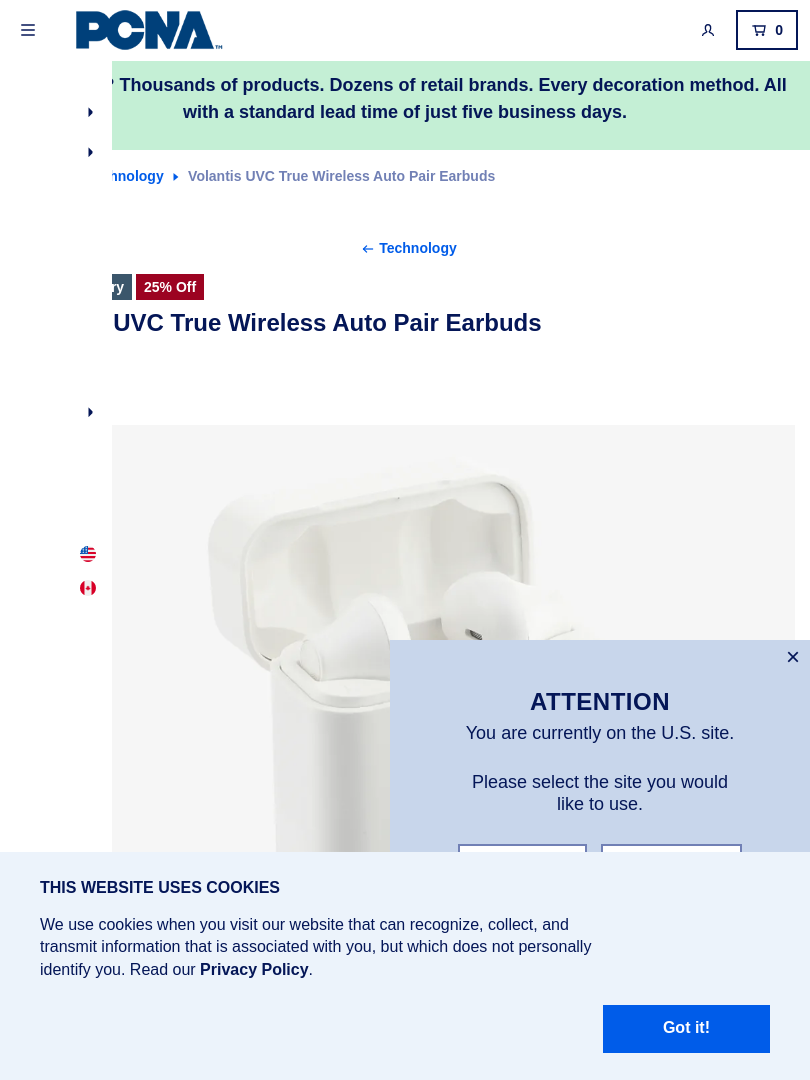 PCNA™
0
Thousands of products. Dozens of retail brands. Every decoration method. All
with a standard lead time of just five business days.
Volantis UVC True Wireless Auto Pair Earbuds
Technology
25% Off
UVC True Wireless Auto Pair Earbuds
ATTENTION
You are currently on the U.S. site.
Please select the site you would
like to use.
THIS WEBSITE USES COOKIES
We use cookies when you visit our website that can recognize, collect, and
transmit information that is associated with you, but which does not personally
identify you. Read our Privacy Policy.
Got it!